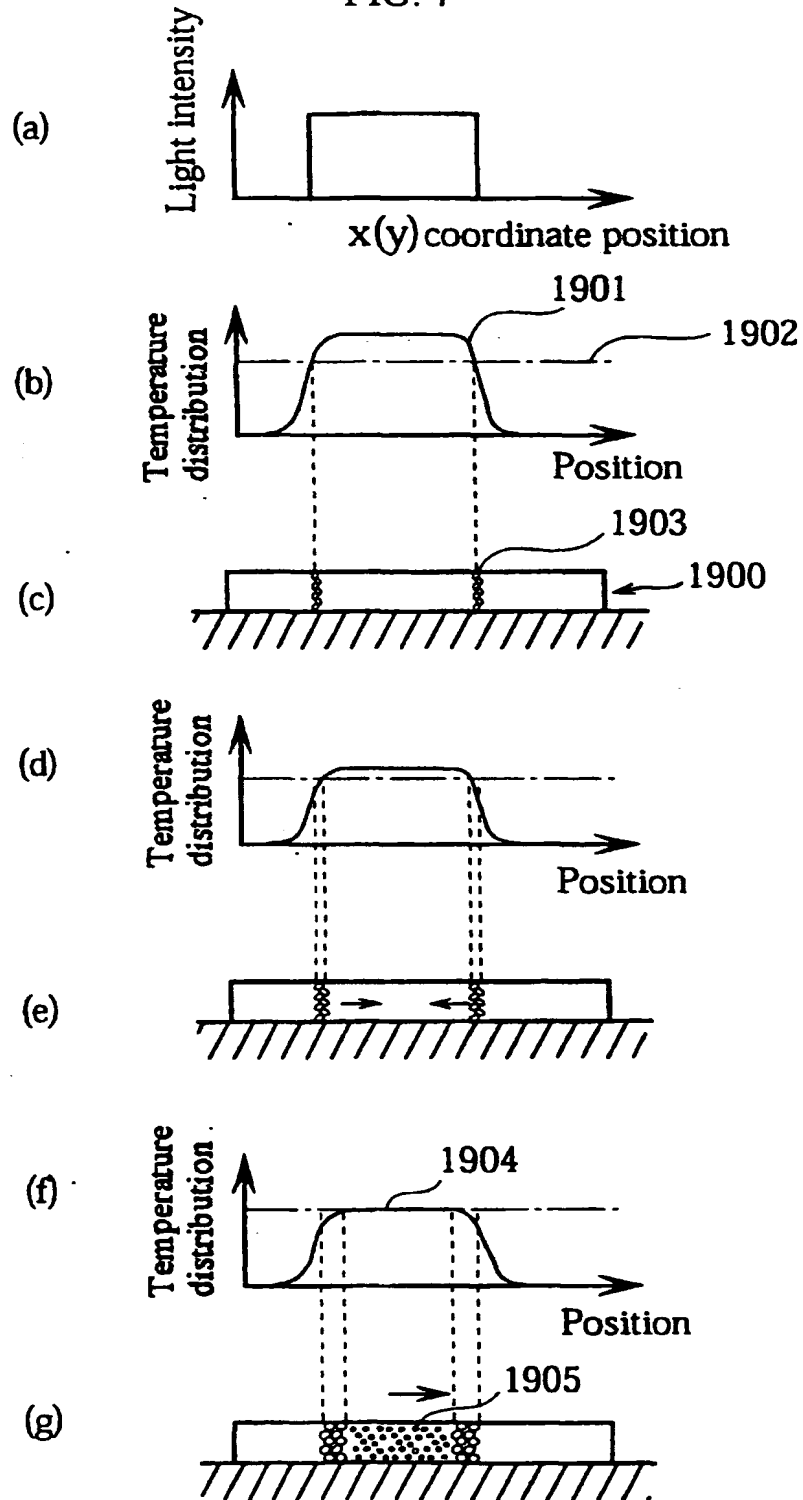 (a)
Light intensity
x(y) coordinate position
(b)
Temperature
distribution
1901
1902
Position
(c)
1903
1900
(d)
Temperature
distribution
Position
(e)
(f)
Temperature
distribution
1904
Position
(g)
1905